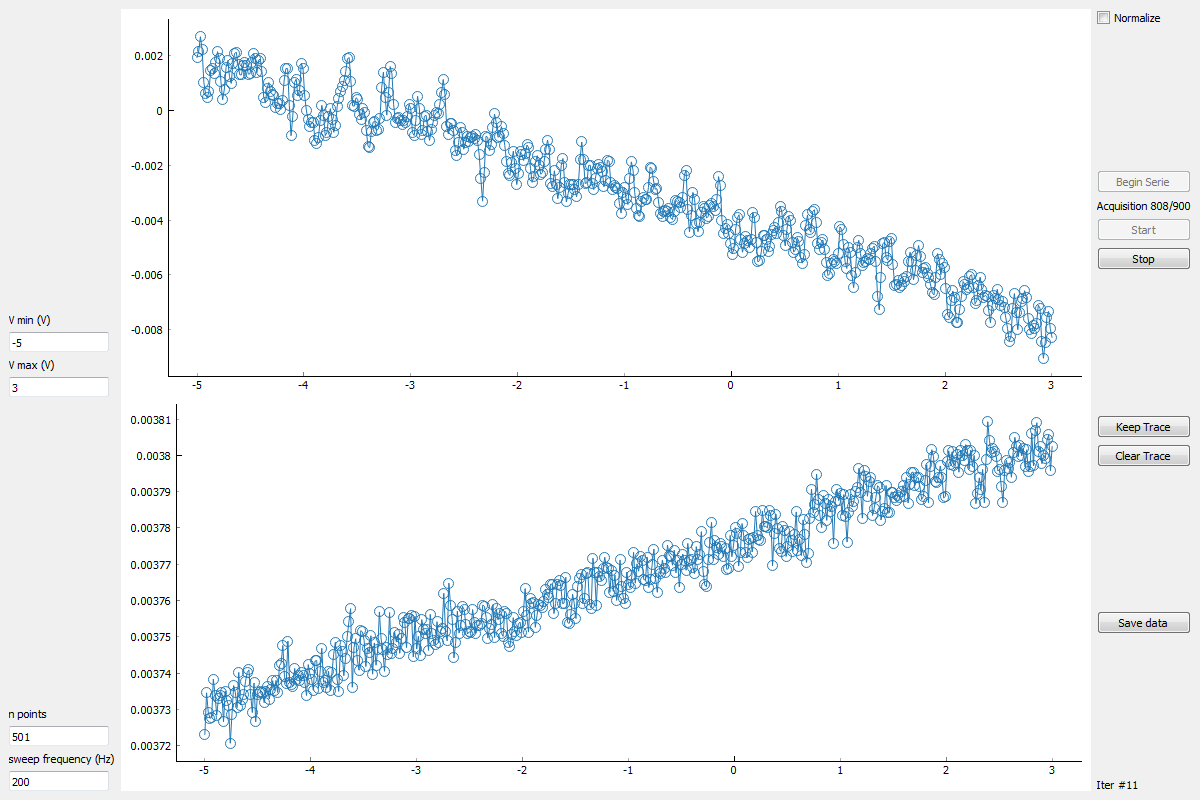 Normalize
0.002
0
-0.002
-0.004
-0.006
-0.008
-5 -4 -3 -2 -1 0 1 2 3
Begin Serie
Acquisition 808/900
Start
Stop
V min (V)
-5
V max (V)
3
0.00381
0.0038
0.00379
0.00378
0.00377
0.00376
0.00375
0.00374
0.00373
0.00372
-5 -4 -3 -2 -1 0 1 2 3
Keep Trace
Clear Trace
Save data
n points
501
sweep frequency (Hz)
200
Iter #11